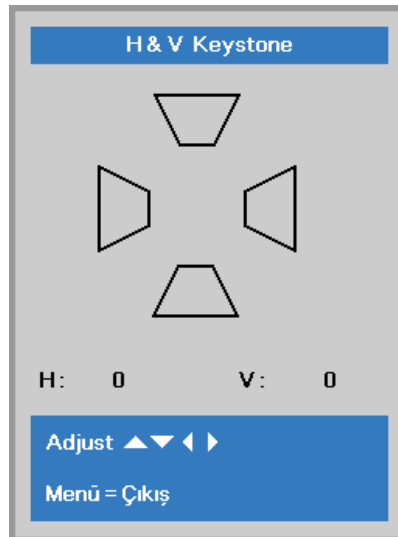 H & V Keystone
H: 0 V: 0
Adjust
Menü = Çıkış